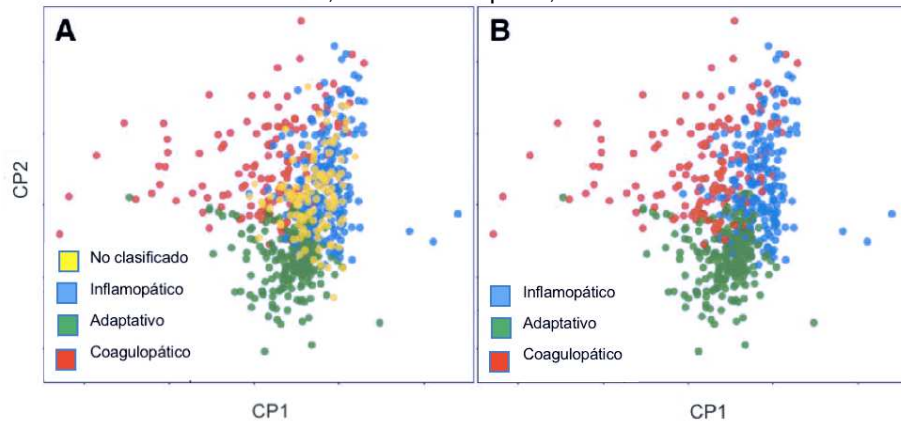 A
CP2
No clasificado
Inflamopático
Adaptativo
Coagulopático
CP1
B
Inflamopático
Adaptativo
Coagulopático
CP1